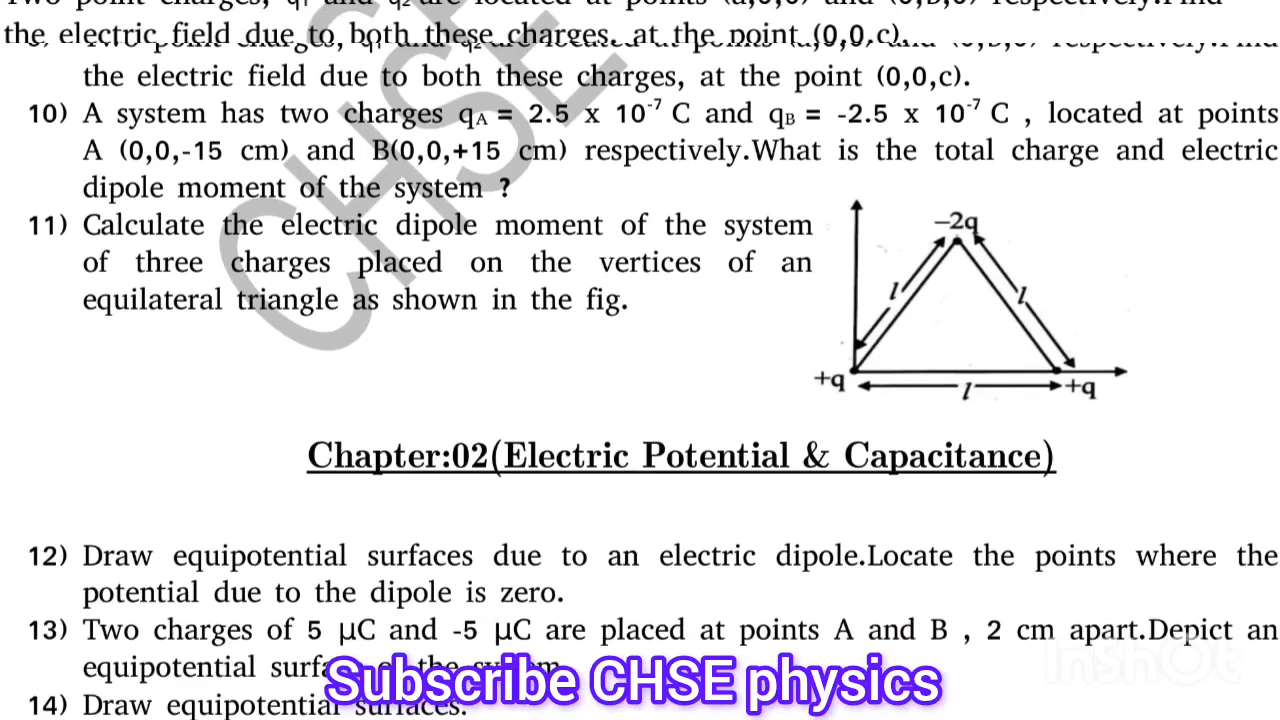 the electric field due to both these charges, at the point (0,0,c).
the electric field due to both these charges, at the point (0,0,c).
10) A system has two charges qA = 2.5 x 10⁻⁷ C and qB = -2.5 x 10⁻⁷ C , located at points
A (0,0,-15 cm) and B(0,0,+15 cm) respectively.What is the total charge and electric
dipole moment of the system ?
11) Calculate the electric dipole moment of the system
of three charges placed on the vertices of an
equilateral triangle as shown in the fig.
−2q
l
l
+q
l
+q
CHSE
Chapter:02(Electric Potential & Capacitance)
12) Draw equipotential surfaces due to an electric dipole.Locate the points where the
potential due to the dipole is zero.
13) Two charges of 5 µC and -5 µC are placed at points A and B , 2 cm apart.Depict an
equipotential
Subscribe CHSE physics
14) Draw equipotential surfaces.
InShOt